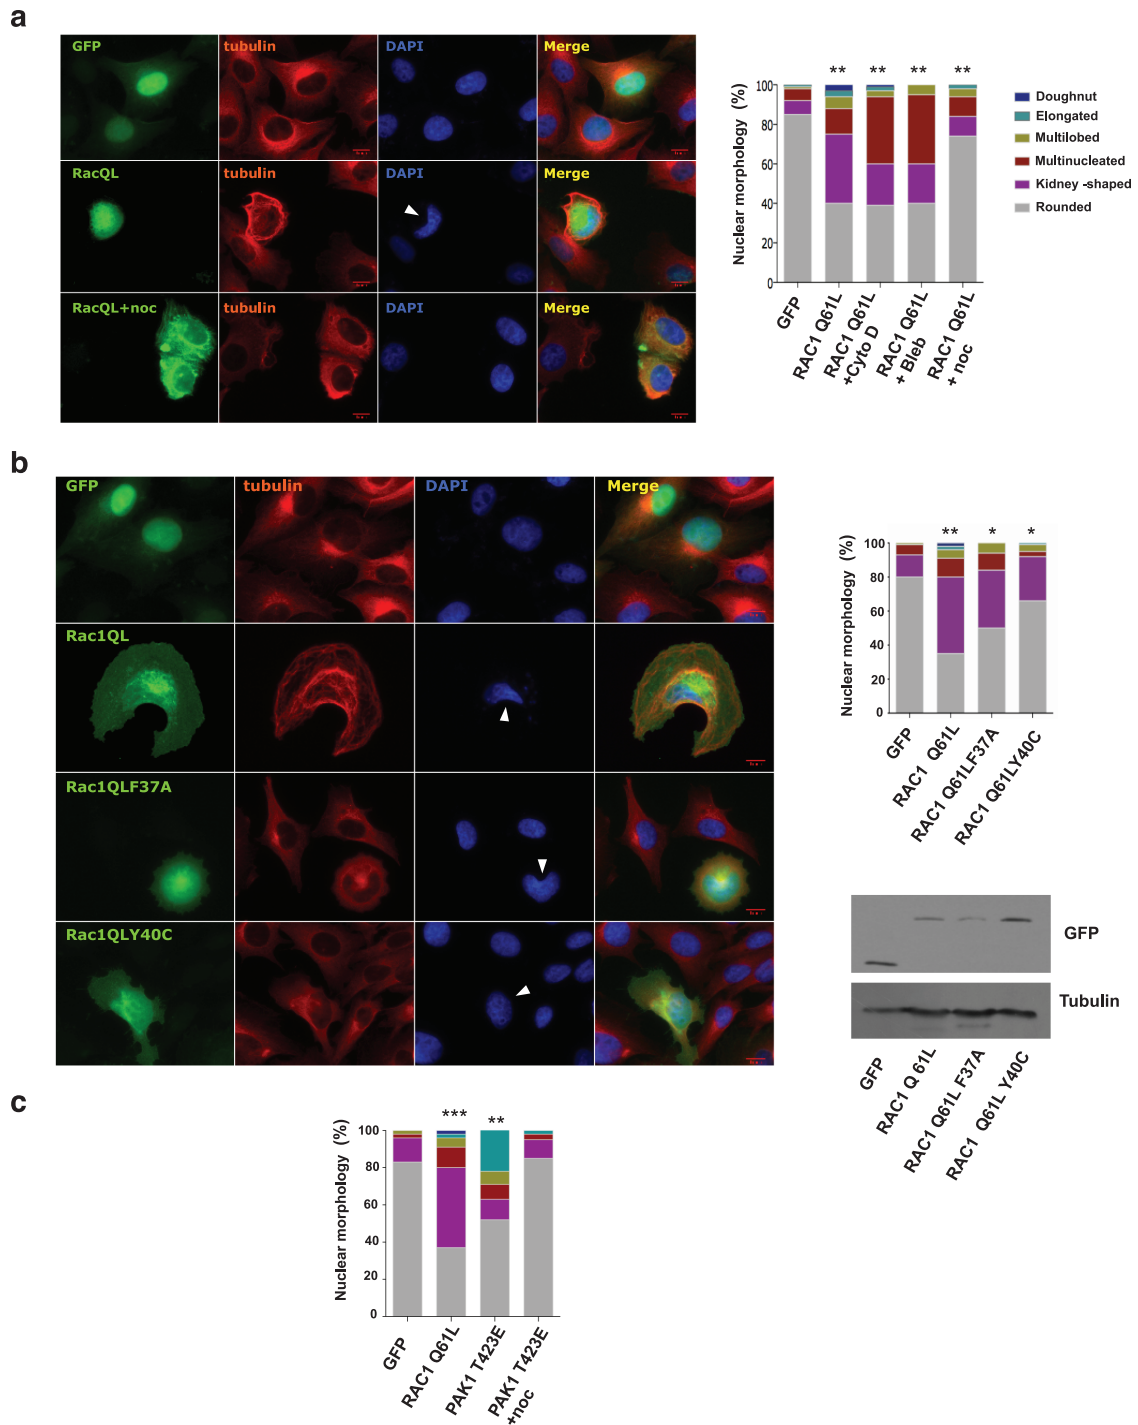 a
GFP tubulin DAPI Merge
RacQL tubulin DAPI Merge
RacQL+noc tubulin DAPI Merge
** ** ** **
Nuclear morphology (%)
100
80
60
40
20
0
GFP
RAC1 Q61L
RAC1 Q61L
+Cyto D
RAC1 Q61L
+ Bleb
RAC1 Q61L
+ noc
Doughnut
Elongated
Multilobed
Multinucleated
Kidney -shaped
Rounded
b
GFP tubulin DAPI Merge
Rac1QL
Rac1QLF37A
Rac1QLY40C
** * *
Nuclear morphology (%)
100
80
60
40
20
0
GFP
RAC1 Q61L
RAC1 Q61LF37A
RAC1 Q61LY40C
GFP
Tubulin
GFP
RAC1 Q 61L
RAC1 Q61L F37A
RAC1 Q61L Y40C
c
*** **
Nuclear morphology (%)
100
80
60
40
20
0
GFP
RAC1 Q61L
PAK1 T423E
PAK1 T423E
+noc